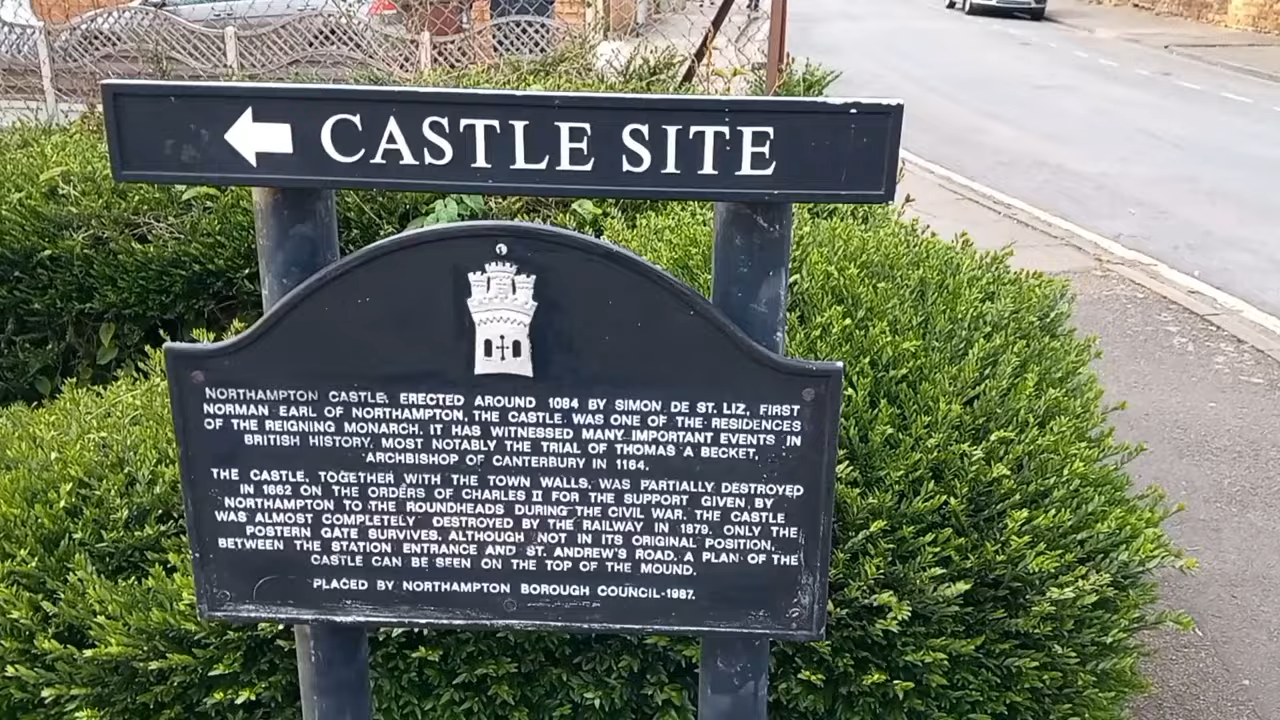 CASTLE SITE
NORTHAMPTON CASTLE, ERECTED AROUND 1084 BY SIMON DE ST. LIZ, FIRST
NORMAN EARL OF NORTHAMPTON, THE CASTLE WAS ONE OF THE RESIDENCES
OF THE REIGNING MONARCH. IT HAS WITNESSED MANY IMPORTANT EVENTS IN
BRITISH HISTORY, MOST NOTABLY THE TRIAL OF THOMAS A BECKET,
ARCHBISHOP OF CANTERBURY IN 1164.
THE CASTLE, TOGETHER WITH THE TOWN WALLS, WAS PARTIALLY DESTROYED
IN 1662 ON THE ORDERS OF CHARLES II FOR THE SUPPORT GIVEN BY
NORTHAMPTON TO THE ROUNDHEADS DURING THE CIVIL WAR. THE CASTLE
WAS ALMOST COMPLETELY DESTROYED BY THE RAILWAY IN 1879. ONLY THE
POSTERN GATE SURVIVES, ALTHOUGH NOT IN ITS ORIGINAL POSITION,
BETWEEN THE STATION ENTRANCE AND ST. ANDREW'S ROAD. A PLAN OF THE
CASTLE CAN BE SEEN ON THE TOP OF THE MOUND.
PLACED BY NORTHAMPTON BOROUGH COUNCIL-1987.